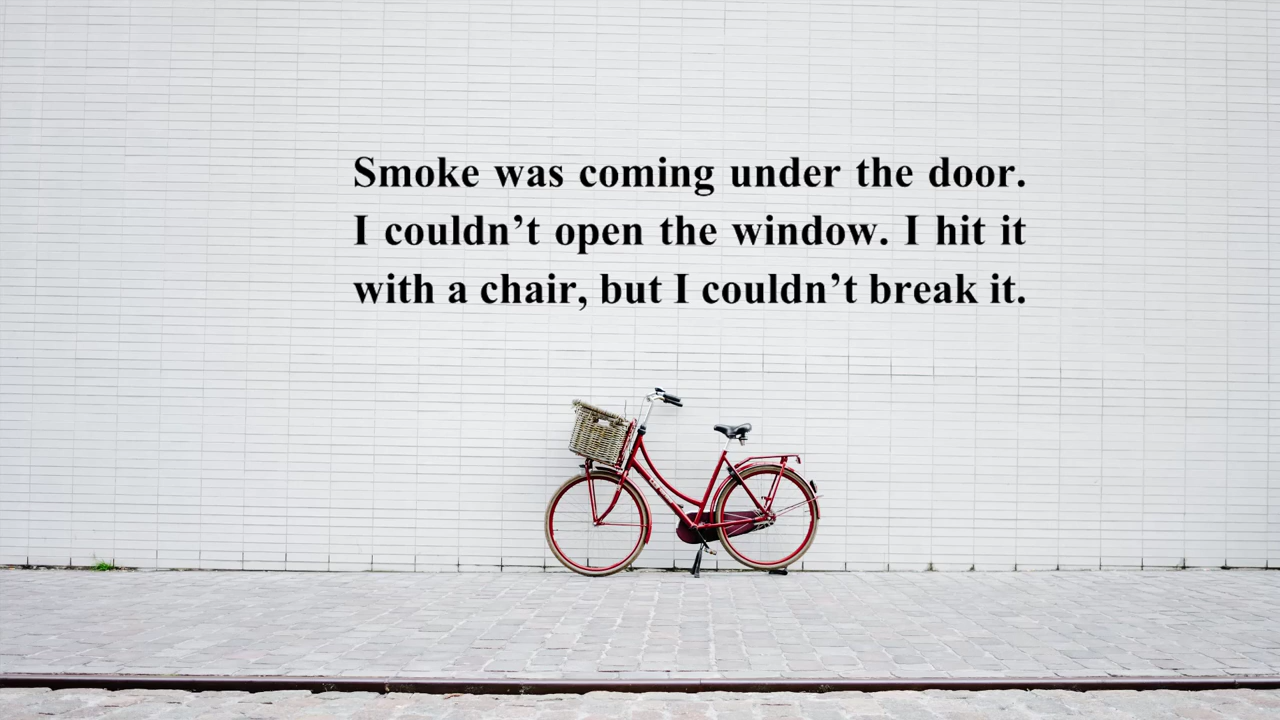 Smoke was coming under the door.
I couldn’t open the window. I hit it
with a chair, but I couldn’t break it.